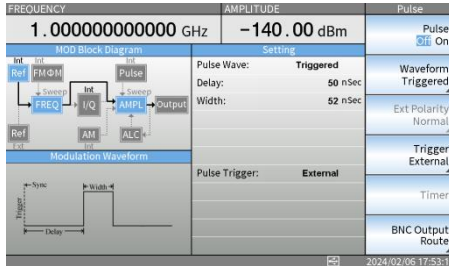 FREQUENCY AMPLITUDE Pulse
1.000000000000 GHz -140.00 dBm
Pulse
Off On
MOD Block Diagram
Int Int
Ref FMΦM Pulse
Sweep Int Sweep
FREQ I/Q AMPL Output
Ref AM ALC
Ext Int
Modulation Waveform
Sync Width
Trigger
Delay
Setting
Pulse Wave: Triggered
Delay: 50 nSec
Width: 52 nSec
Pulse Trigger: External
Waveform
Triggered
Ext Polarity
Normal
Trigger
External
Timer
BNC Output
Route
2024/02/06 17:53:1